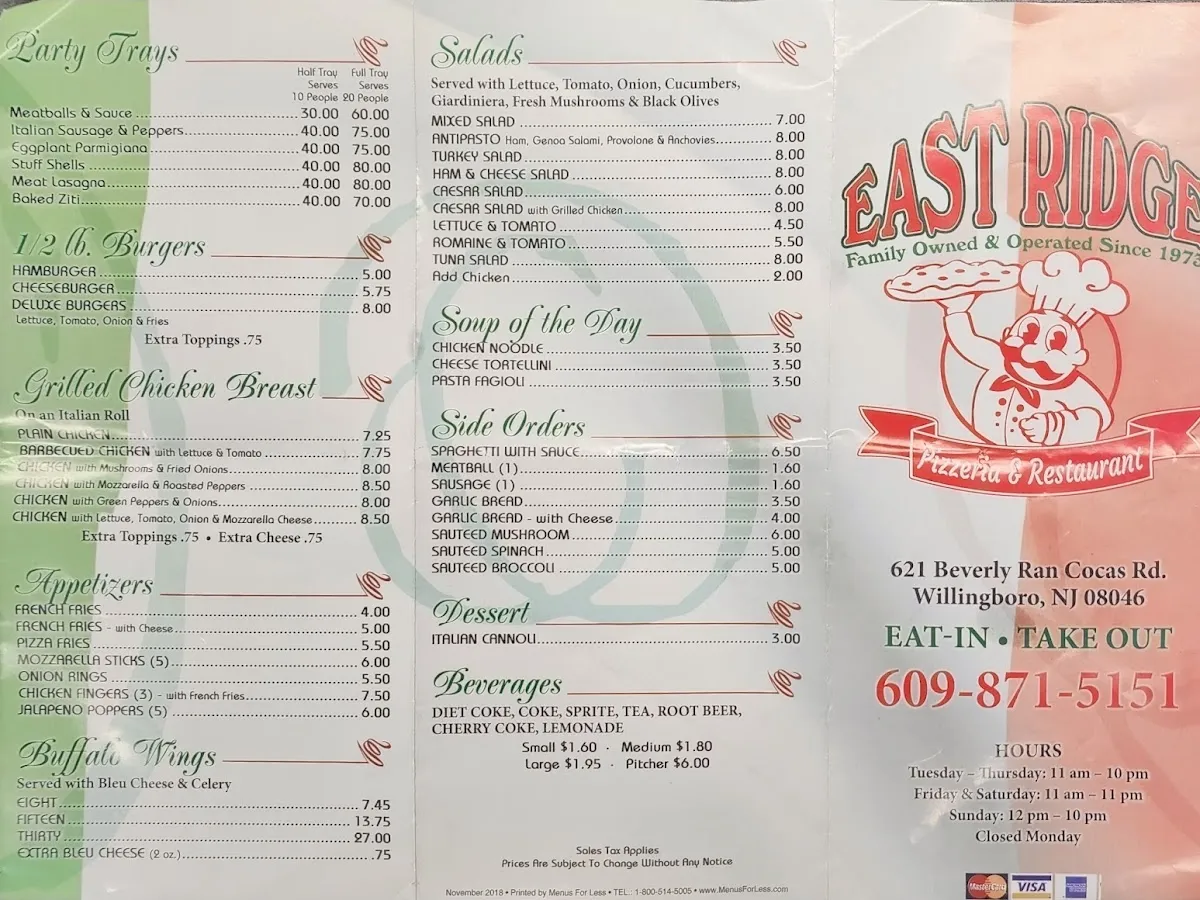 Party Trays
Half Tray Full Tray
Serves Serves
10 People 20 People
Meatballs & Sauce 30.00 60.00
Italian Sausage & Peppers 40.00 75.00
Eggplant Parmigiana 40.00 75.00
Stuff Shells 40.00 80.00
Meat Lasagna 40.00 80.00
Baked Ziti 40.00 70.00
1/2 lb. Burgers
HAMBURGER 5.00
CHEESEBURGER 5.75
DELUXE BURGERS 8.00
Lettuce, Tomato, Onion & Fries
Extra Toppings .75
Grilled Chicken Breast
On an Italian Roll
PLAIN CHICKEN 7.25
BARBECUED CHICKEN with Lettuce & Tomato 7.75
CHICKEN with Mushrooms & Fried Onions 8.00
CHICKEN with Mozzarella & Roasted Peppers 8.50
CHICKEN with Green Peppers & Onions 8.00
CHICKEN with Lettuce, Tomato, Onion & Mozzarella Cheese 8.50
Extra Toppings .75 • Extra Cheese .75
Appetizers
FRENCH FRIES 4.00
FRENCH FRIES - with Cheese 5.00
PIZZA FRIES 5.50
MOZZARELLA STICKS (5) 6.00
ONION RINGS 5.50
CHICKEN FINGERS (3) - with French Fries 7.50
JALAPENO POPPERS (5) 6.00
Buffalo Wings
Served with Bleu Cheese & Celery
EIGHT 7.45
FIFTEEN 13.75
THIRTY 27.00
EXTRA BLEU CHEESE (2 oz.) .75
Salads
Served with Lettuce, Tomato, Onion, Cucumbers,
Giardiniera, Fresh Mushrooms & Black Olives
MIXED SALAD 7.00
ANTIPASTO Ham, Genoa Salami, Provolone & Anchovies 8.00
TURKEY SALAD 8.00
HAM & CHEESE SALAD 8.00
CAESAR SALAD 6.00
CAESAR SALAD with Grilled Chicken 8.00
LETTUCE & TOMATO 4.50
ROMAINE & TOMATO 5.50
TUNA SALAD 8.00
Add Chicken 2.00
Soup of the Day
CHICKEN NOODLE 3.50
CHEESE TORTELLINI 3.50
PASTA FAGIOLI 3.50
Side Orders
SPAGHETTI WITH SAUCE 6.50
MEATBALL (1) 1.60
SAUSAGE (1) 1.60
GARLIC BREAD 3.50
GARLIC BREAD - with Cheese 4.00
SAUTEED MUSHROOM 6.00
SAUTEED SPINACH 5.00
SAUTEED BROCCOLI 5.00
Dessert
ITALIAN CANNOLI 3.00
Beverages
DIET COKE, COKE, SPRITE, TEA, ROOT BEER,
CHERRY COKE, LEMONADE
Small $1.60 · Medium $1.80
Large $1.95 · Pitcher $6.00
Sales Tax Applies
Prices Are Subject To Change Without Any Notice
November 2018 • Printed by Menus For Less • TEL.: 1-800-514-5005 • www.MenusForLess.com
EAST RIDGE
Family Owned & Operated Since 1973
Pizzeria & Restaurant
621 Beverly Ran Cocas Rd.
Willingboro, NJ 08046
EAT-IN • TAKE OUT
609-871-5151
HOURS
Tuesday – Thursday: 11 am – 10 pm
Friday & Saturday: 11 am – 11 pm
Sunday: 12 pm – 10 pm
Closed Monday
MasterCard VISA